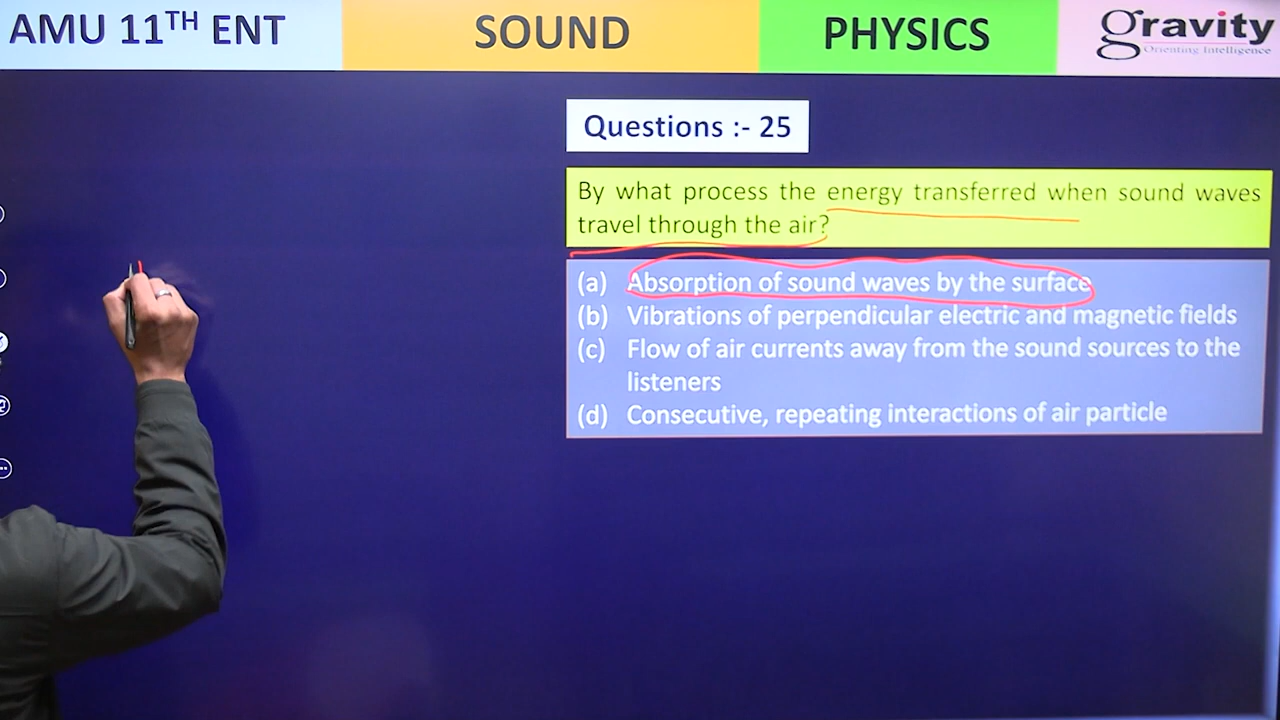 AMU 11TH ENT
SOUND
PHYSICS
gravity
Orienting Intelligence
Questions :- 25
By what process the energy transferred when sound waves
travel through the air?
(a) Absorption of sound waves by the surface
(b) Vibrations of perpendicular electric and magnetic fields
(c) Flow of air currents away from the sound sources to the
listeners
(d) Consecutive, repeating interactions of air particle